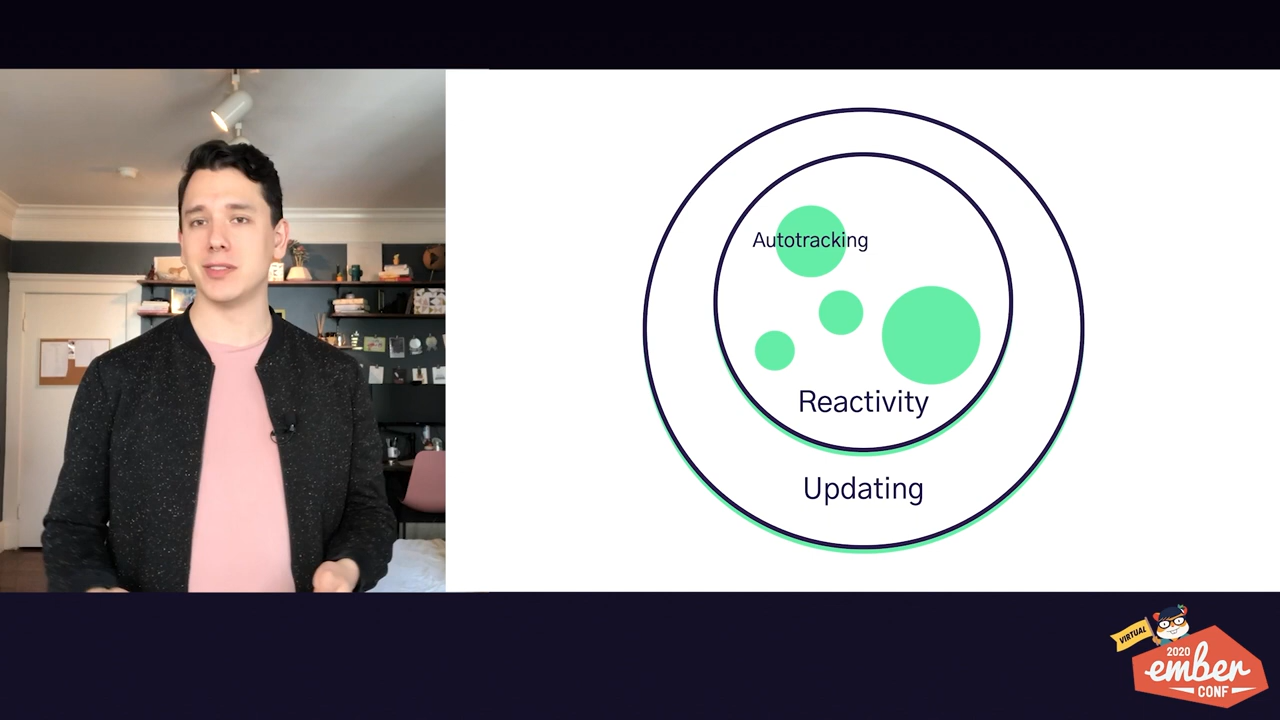 Autotracking
Reactivity
Updating
VIRTUAL
2020
ember
CONF